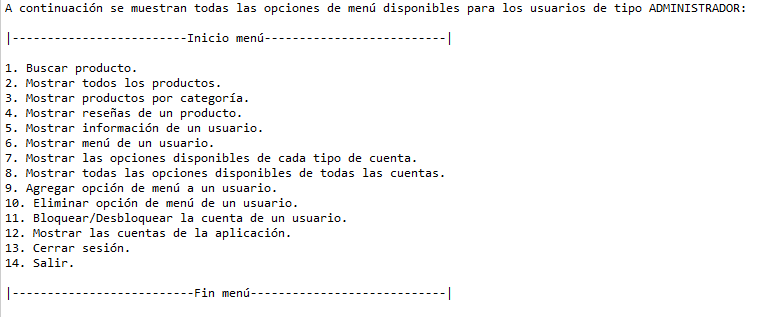 A continuación se muestran todas las opciones de menú disponibles para los usuarios de tipo ADMINISTRADOR:
|-------------------------Inicio menú--------------------------|
1. Buscar producto.
2. Mostrar todos los productos.
3. Mostrar productos por categoría.
4. Mostrar reseñas de un producto.
5. Mostrar información de un usuario.
6. Mostrar menú de un usuario.
7. Mostrar las opciones disponibles de cada tipo de cuenta.
8. Mostrar todas las opciones disponibles de todas las cuentas.
9. Agregar opción de menú a un usuario.
10. Eliminar opción de menú de un usuario.
11. Bloquear/Desbloquear la cuenta de un usuario.
12. Mostrar las cuentas de la aplicación.
13. Cerrar sesión.
14. Salir.
|--------------------------Fin menú----------------------------|